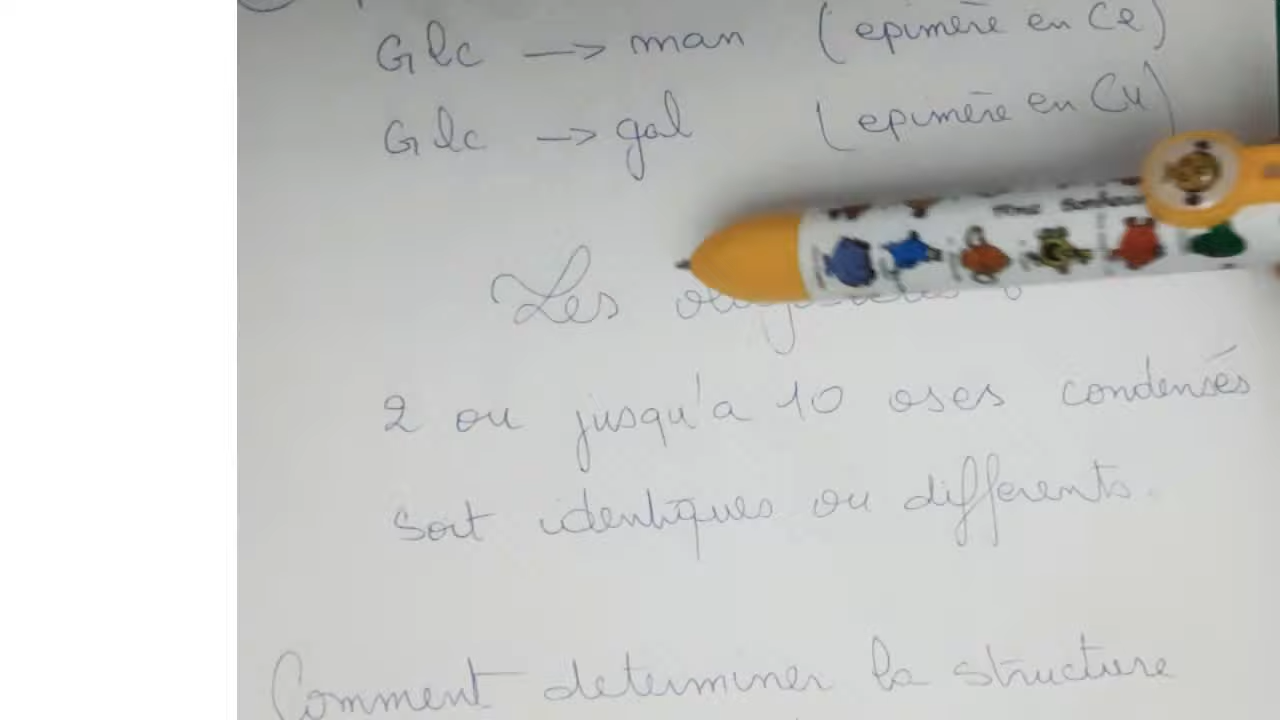 Glc → man (epimère en C2)
Glc → gal (epimère en C4)
Les
2 ou jusqu'a 10 oses condensés
soit identiques ou differents.
Comment determiner la structure